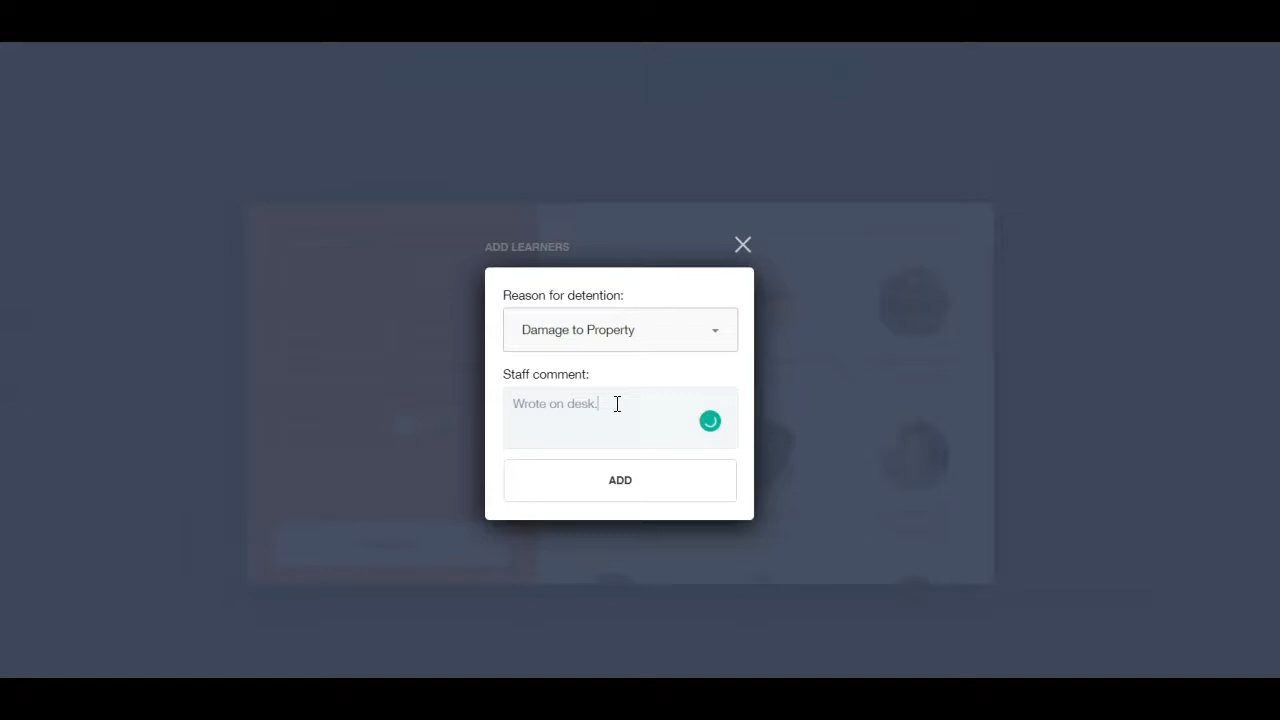 ADD LEARNERS
Reason for detention:
Damage to Property
Staff comment:
Wrote on desk.
ADD